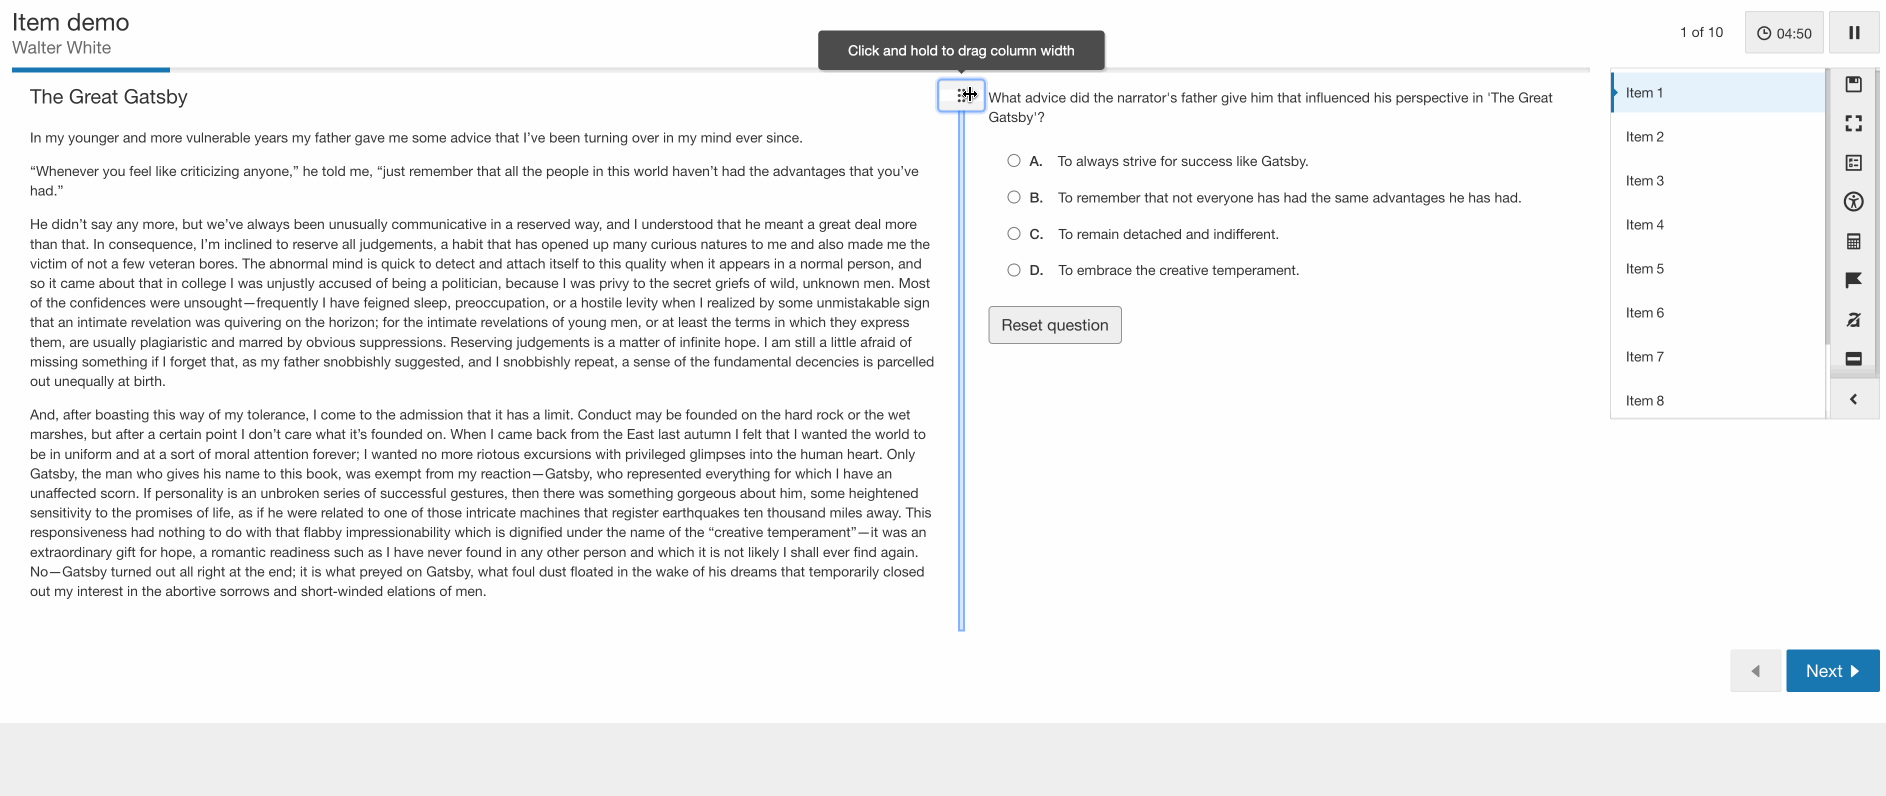 Item demo
Walter White
1 of 10
04:50
Click and hold to drag column width
The Great Gatsby
In my younger and more vulnerable years my father gave me some advice that I’ve been turning over in my mind ever since.
“Whenever you feel like criticizing anyone,” he told me, “just remember that all the people in this world haven’t had the advantages that you’ve
had.”
He didn’t say any more, but we’ve always been unusually communicative in a reserved way, and I understood that he meant a great deal more
than that. In consequence, I’m inclined to reserve all judgements, a habit that has opened up many curious natures to me and also made me the
victim of not a few veteran bores. The abnormal mind is quick to detect and attach itself to this quality when it appears in a normal person, and
so it came about that in college I was unjustly accused of being a politician, because I was privy to the secret griefs of wild, unknown men. Most
of the confidences were unsought—frequently I have feigned sleep, preoccupation, or a hostile levity when I realized by some unmistakable sign
that an intimate revelation was quivering on the horizon; for the intimate revelations of young men, or at least the terms in which they express
them, are usually plagiaristic and marred by obvious suppressions. Reserving judgements is a matter of infinite hope. I am still a little afraid of
missing something if I forget that, as my father snobbishly suggested, and I snobbishly repeat, a sense of the fundamental decencies is parcelled
out unequally at birth.
And, after boasting this way of my tolerance, I come to the admission that it has a limit. Conduct may be founded on the hard rock or the wet
marshes, but after a certain point I don’t care what it’s founded on. When I came back from the East last autumn I felt that I wanted the world to
be in uniform and at a sort of moral attention forever; I wanted no more riotous excursions with privileged glimpses into the human heart. Only
Gatsby, the man who gives his name to this book, was exempt from my reaction—Gatsby, who represented everything for which I have an
unaffected scorn. If personality is an unbroken series of successful gestures, then there was something gorgeous about him, some heightened
sensitivity to the promises of life, as if he were related to one of those intricate machines that register earthquakes ten thousand miles away. This
responsiveness had nothing to do with that flabby impressionability which is dignified under the name of the “creative temperament”—it was an
extraordinary gift for hope, a romantic readiness such as I have never found in any other person and which it is not likely I shall ever find again.
No—Gatsby turned out all right at the end; it is what preyed on Gatsby, what foul dust floated in the wake of his dreams that temporarily closed
out my interest in the abortive sorrows and short-winded elations of men.
What advice did the narrator's father give him that influenced his perspective in 'The Great
Gatsby'?
A. To always strive for success like Gatsby.
B. To remember that not everyone has had the same advantages he has had.
C. To remain detached and indifferent.
D. To embrace the creative temperament.
Reset question
Item 1
Item 2
Item 3
Item 4
Item 5
Item 6
Item 7
Item 8
Next